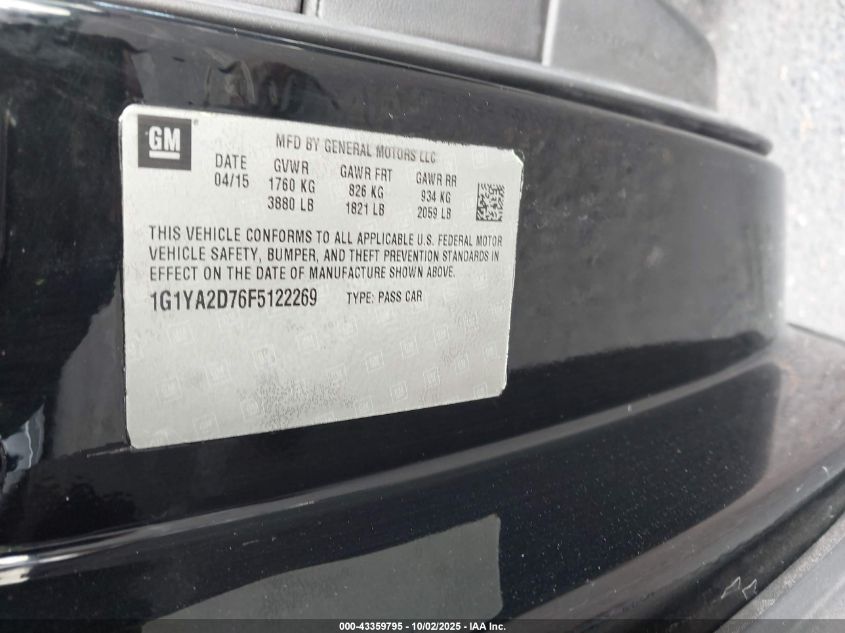 GM
MFD BY GENERAL MOTORS LLC
DATE GVWR GAWR FRT GAWR RR
04/15 1760 KG 826 KG 934 KG
3880 LB 1821 LB 2059 LB
THIS VEHICLE CONFORMS TO ALL APPLICABLE U.S. FEDERAL MOTOR
VEHICLE SAFETY, BUMPER, AND THEFT PREVENTION STANDARDS IN
EFFECT ON THE DATE OF MANUFACTURE SHOWN ABOVE.
1G1YA2D76F5122269 TYPE: PASS CAR
000-43359795 - 10/02/2025 - IAA Inc.